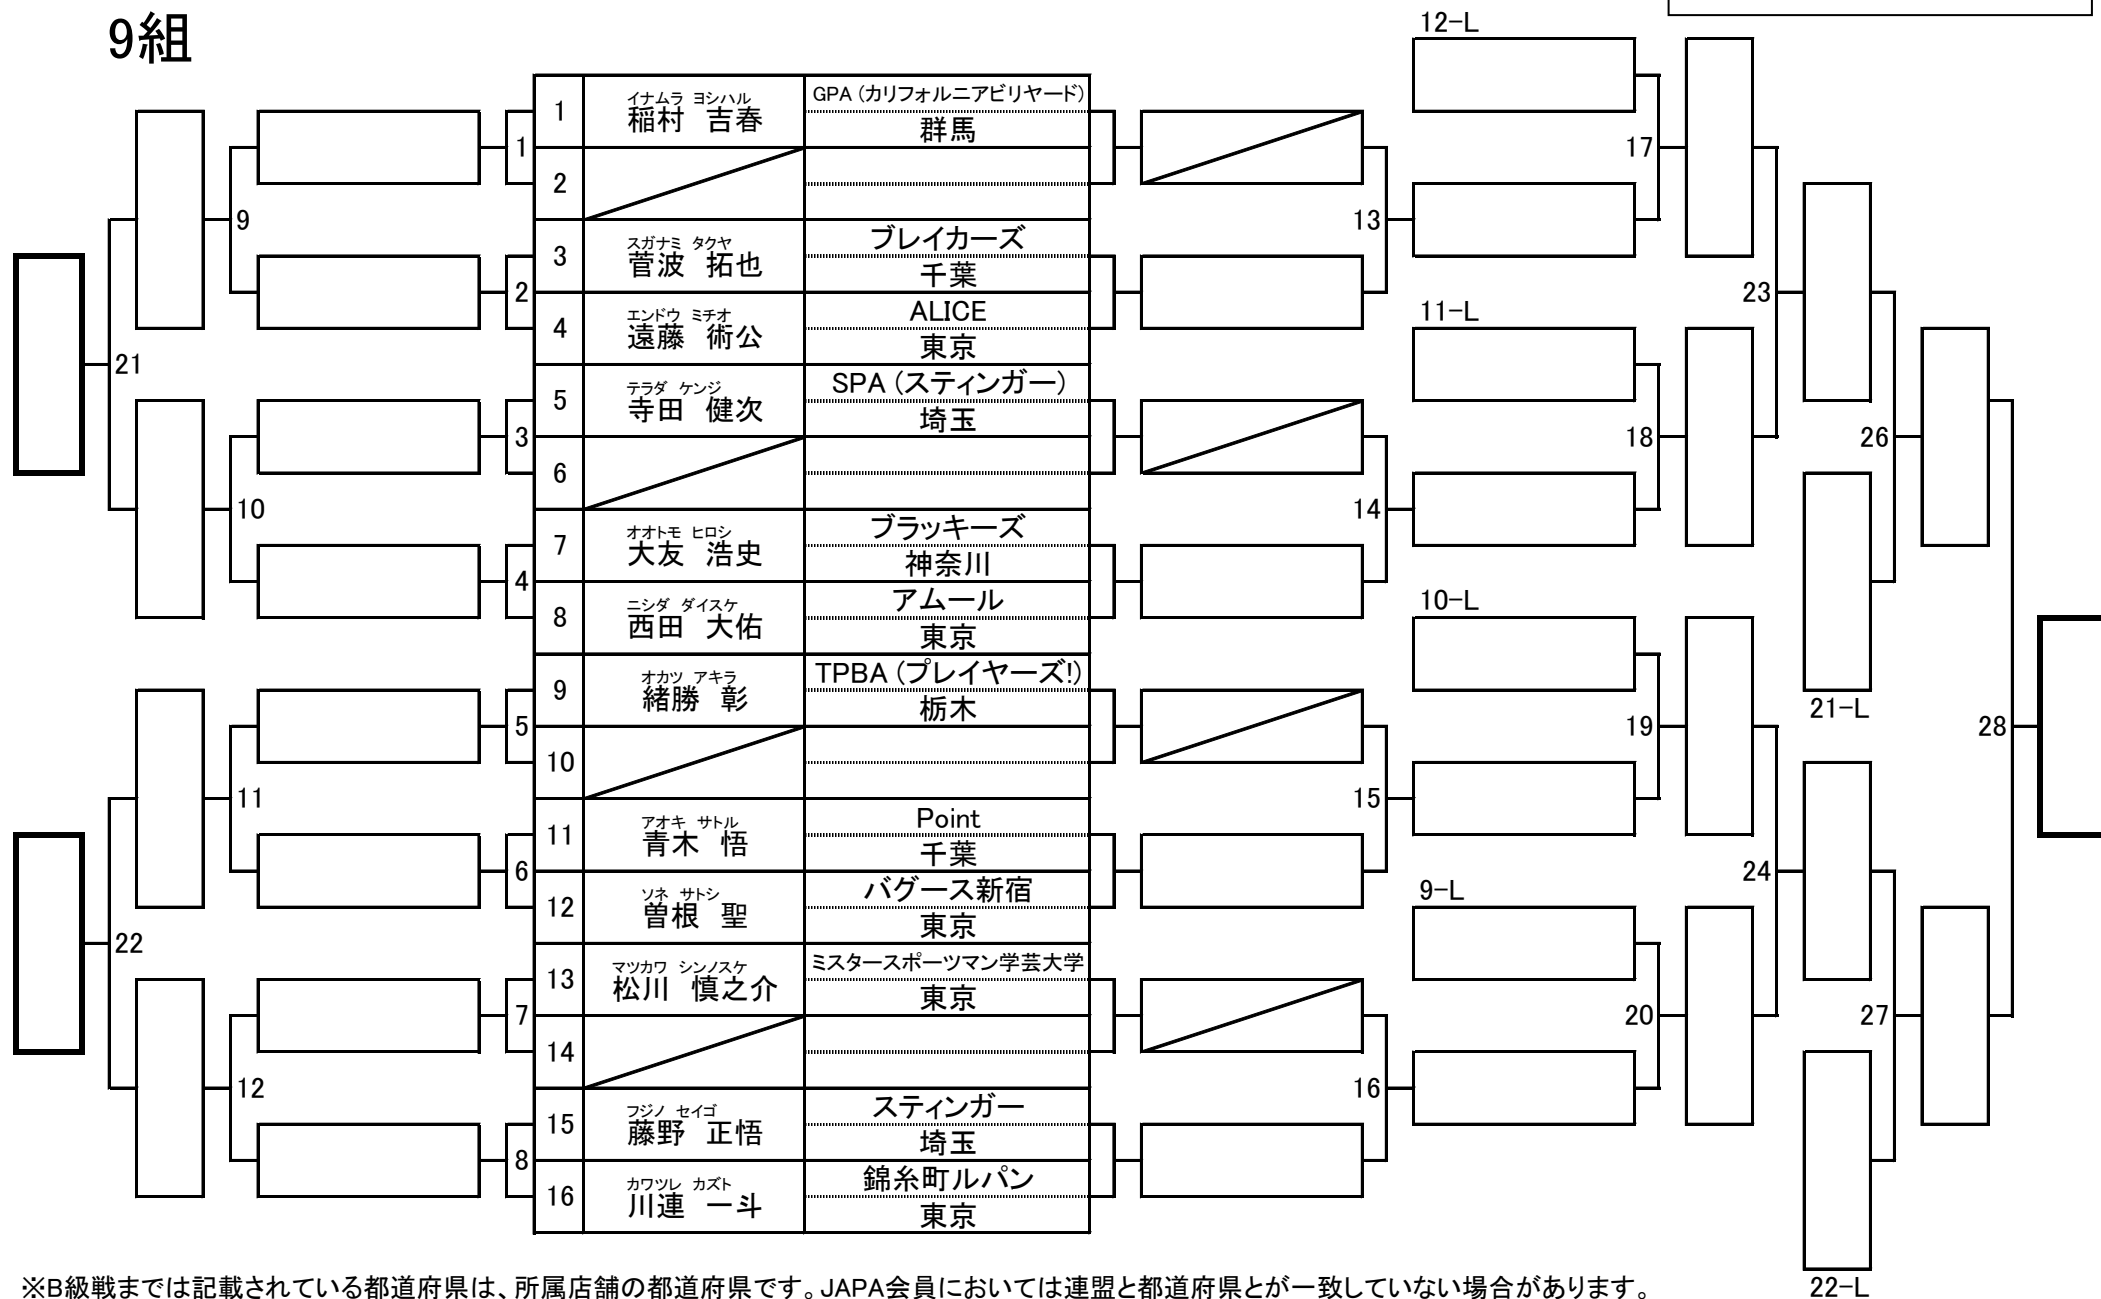 9組
12-L
1 イナムラ ヨシハル GPA (カリフォルニアビリヤード)
稲村 吉春 群馬
1
17
2
9
13
3 スガナミ タクヤ ブレイカーズ
菅波 拓也 千葉
2
23
4 エンドウ ミチオ ALICE
遠藤 術公 東京
11-L
21
5 テラダ ケンジ SPA (スティンガー)
寺田 健次 埼玉
3
18
26
6
10
14
7 オオトモ ヒロシ ブラッキーズ
大友 浩史 神奈川
4
8 ニシダ ダイスケ アムール
西田 大佑 東京
10-L
9 オカツ アキラ TPBA (プレイヤーズ!)
緒勝 彰 栃木
21-L
5
19
28
10
11
15
11 アオキ サトル Point
青木 悟 千葉
6
24
12 ソネ サトシ バグース新宿
曽根 聖 東京
9-L
22
13 マツカワ シンノスケ ミスタースポーツマン学芸大学
松川 慎之介 東京
7
20
27
14
12
16
15 フジノ セイゴ スティンガー
藤野 正悟 埼玉
8
16 カワツレ カズト 錦糸町ルパン
川連 一斗 東京
22-L
※B級戦までは記載されている都道府県は、所属店舗の都道府県です。JAPA会員においては連盟と都道府県とが一致していない場合があります。